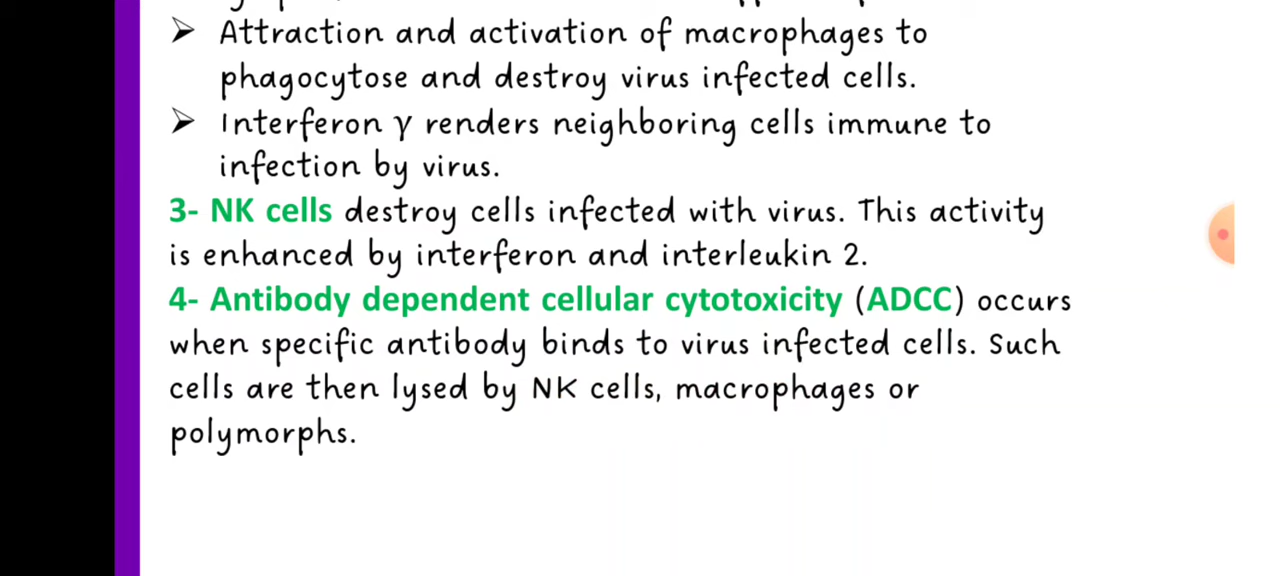 ➢ Attraction and activation of macrophages to
phagocytose and destroy virus infected cells.
➢ Interferon γ renders neighboring cells immune to
infection by virus.
3- NK cells destroy cells infected with virus. This activity
is enhanced by interferon and interleukin 2.
4- Antibody dependent cellular cytotoxicity (ADCC) occurs
when specific antibody binds to virus infected cells. Such
cells are then lysed by NK cells, macrophages or
polymorphs.